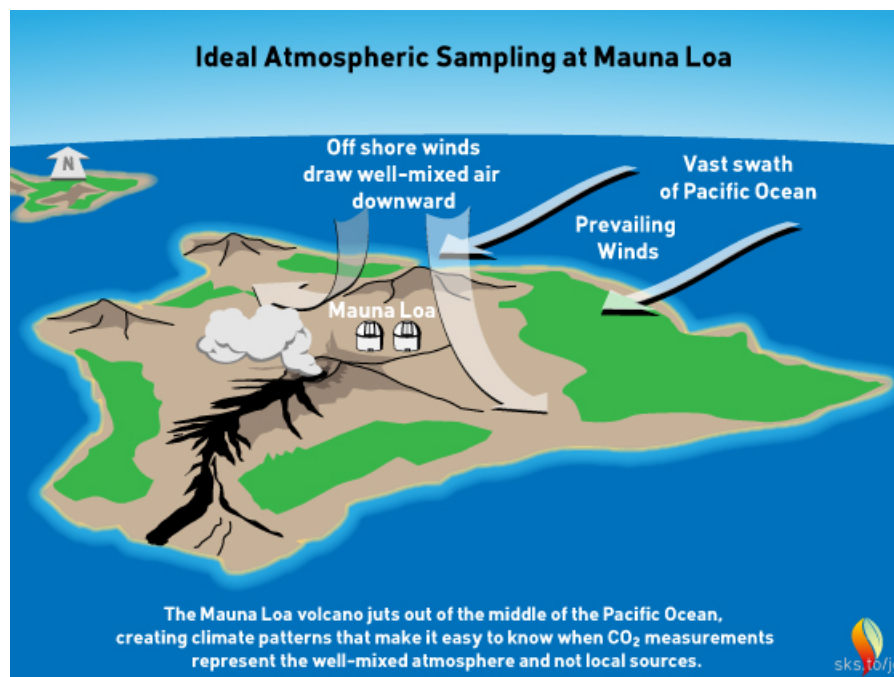 Ideal Atmospheric Sampling at Mauna Loa
N
Off shore winds
draw well-mixed air
downward
Vast swath
of Pacific Ocean
Prevailing
Winds
Mauna Loa
The Mauna Loa volcano juts out of the middle of the Pacific Ocean,
creating climate patterns that make it easy to know when CO₂ measurements
represent the well-mixed atmosphere and not local sources.